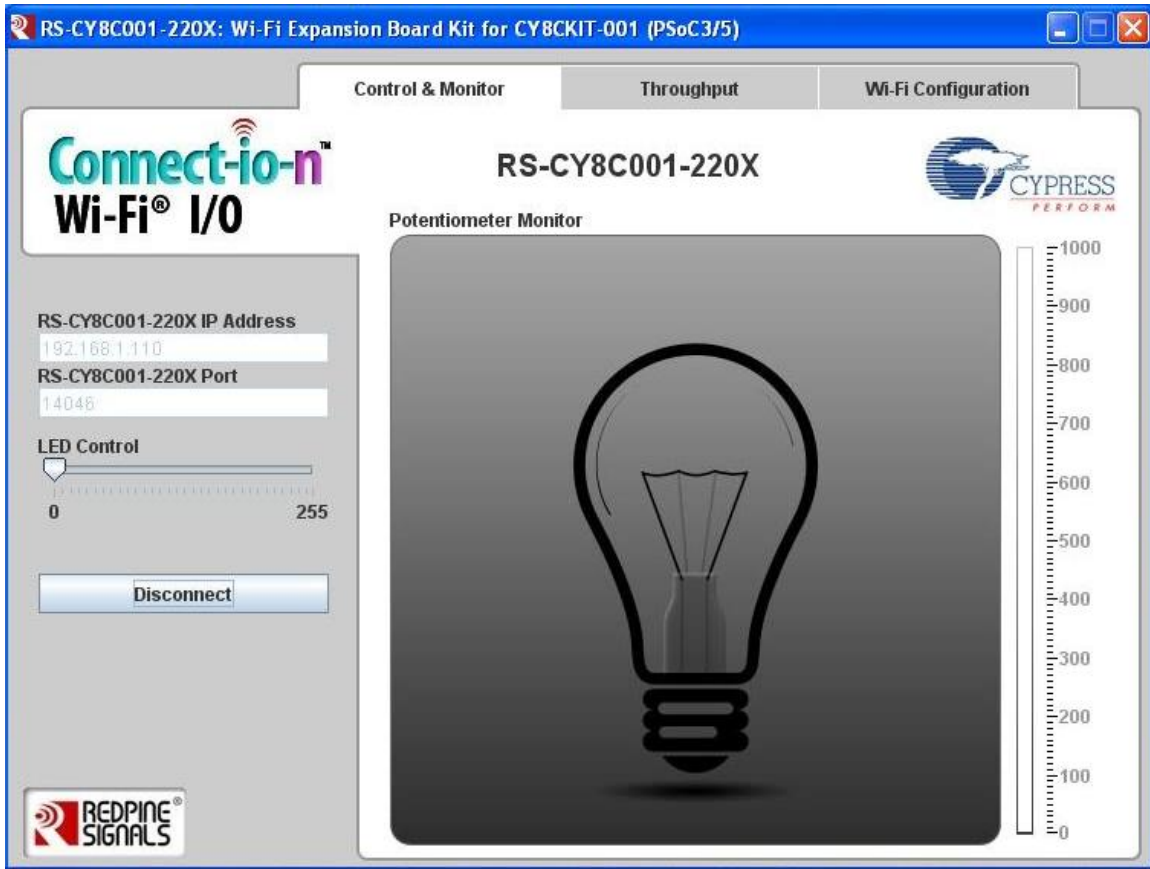 RS-CY8C001-220X: Wi-Fi Expansion Board Kit for CY8CKIT-001 (PSoC3/5)
Control & Monitor
Throughput
Wi-Fi Configuration
Connect-io-n™
Wi-Fi® I/O
RS-CY8C001-220X
CYPRESS
PERFORM
Potentiometer Monitor
RS-CY8C001-220X IP Address
192.168.1.110
RS-CY8C001-220X Port
14046
LED Control
0 255
Disconnect
1000
900
800
700
600
500
400
300
200
100
0
REDPINE®
SIGNALS